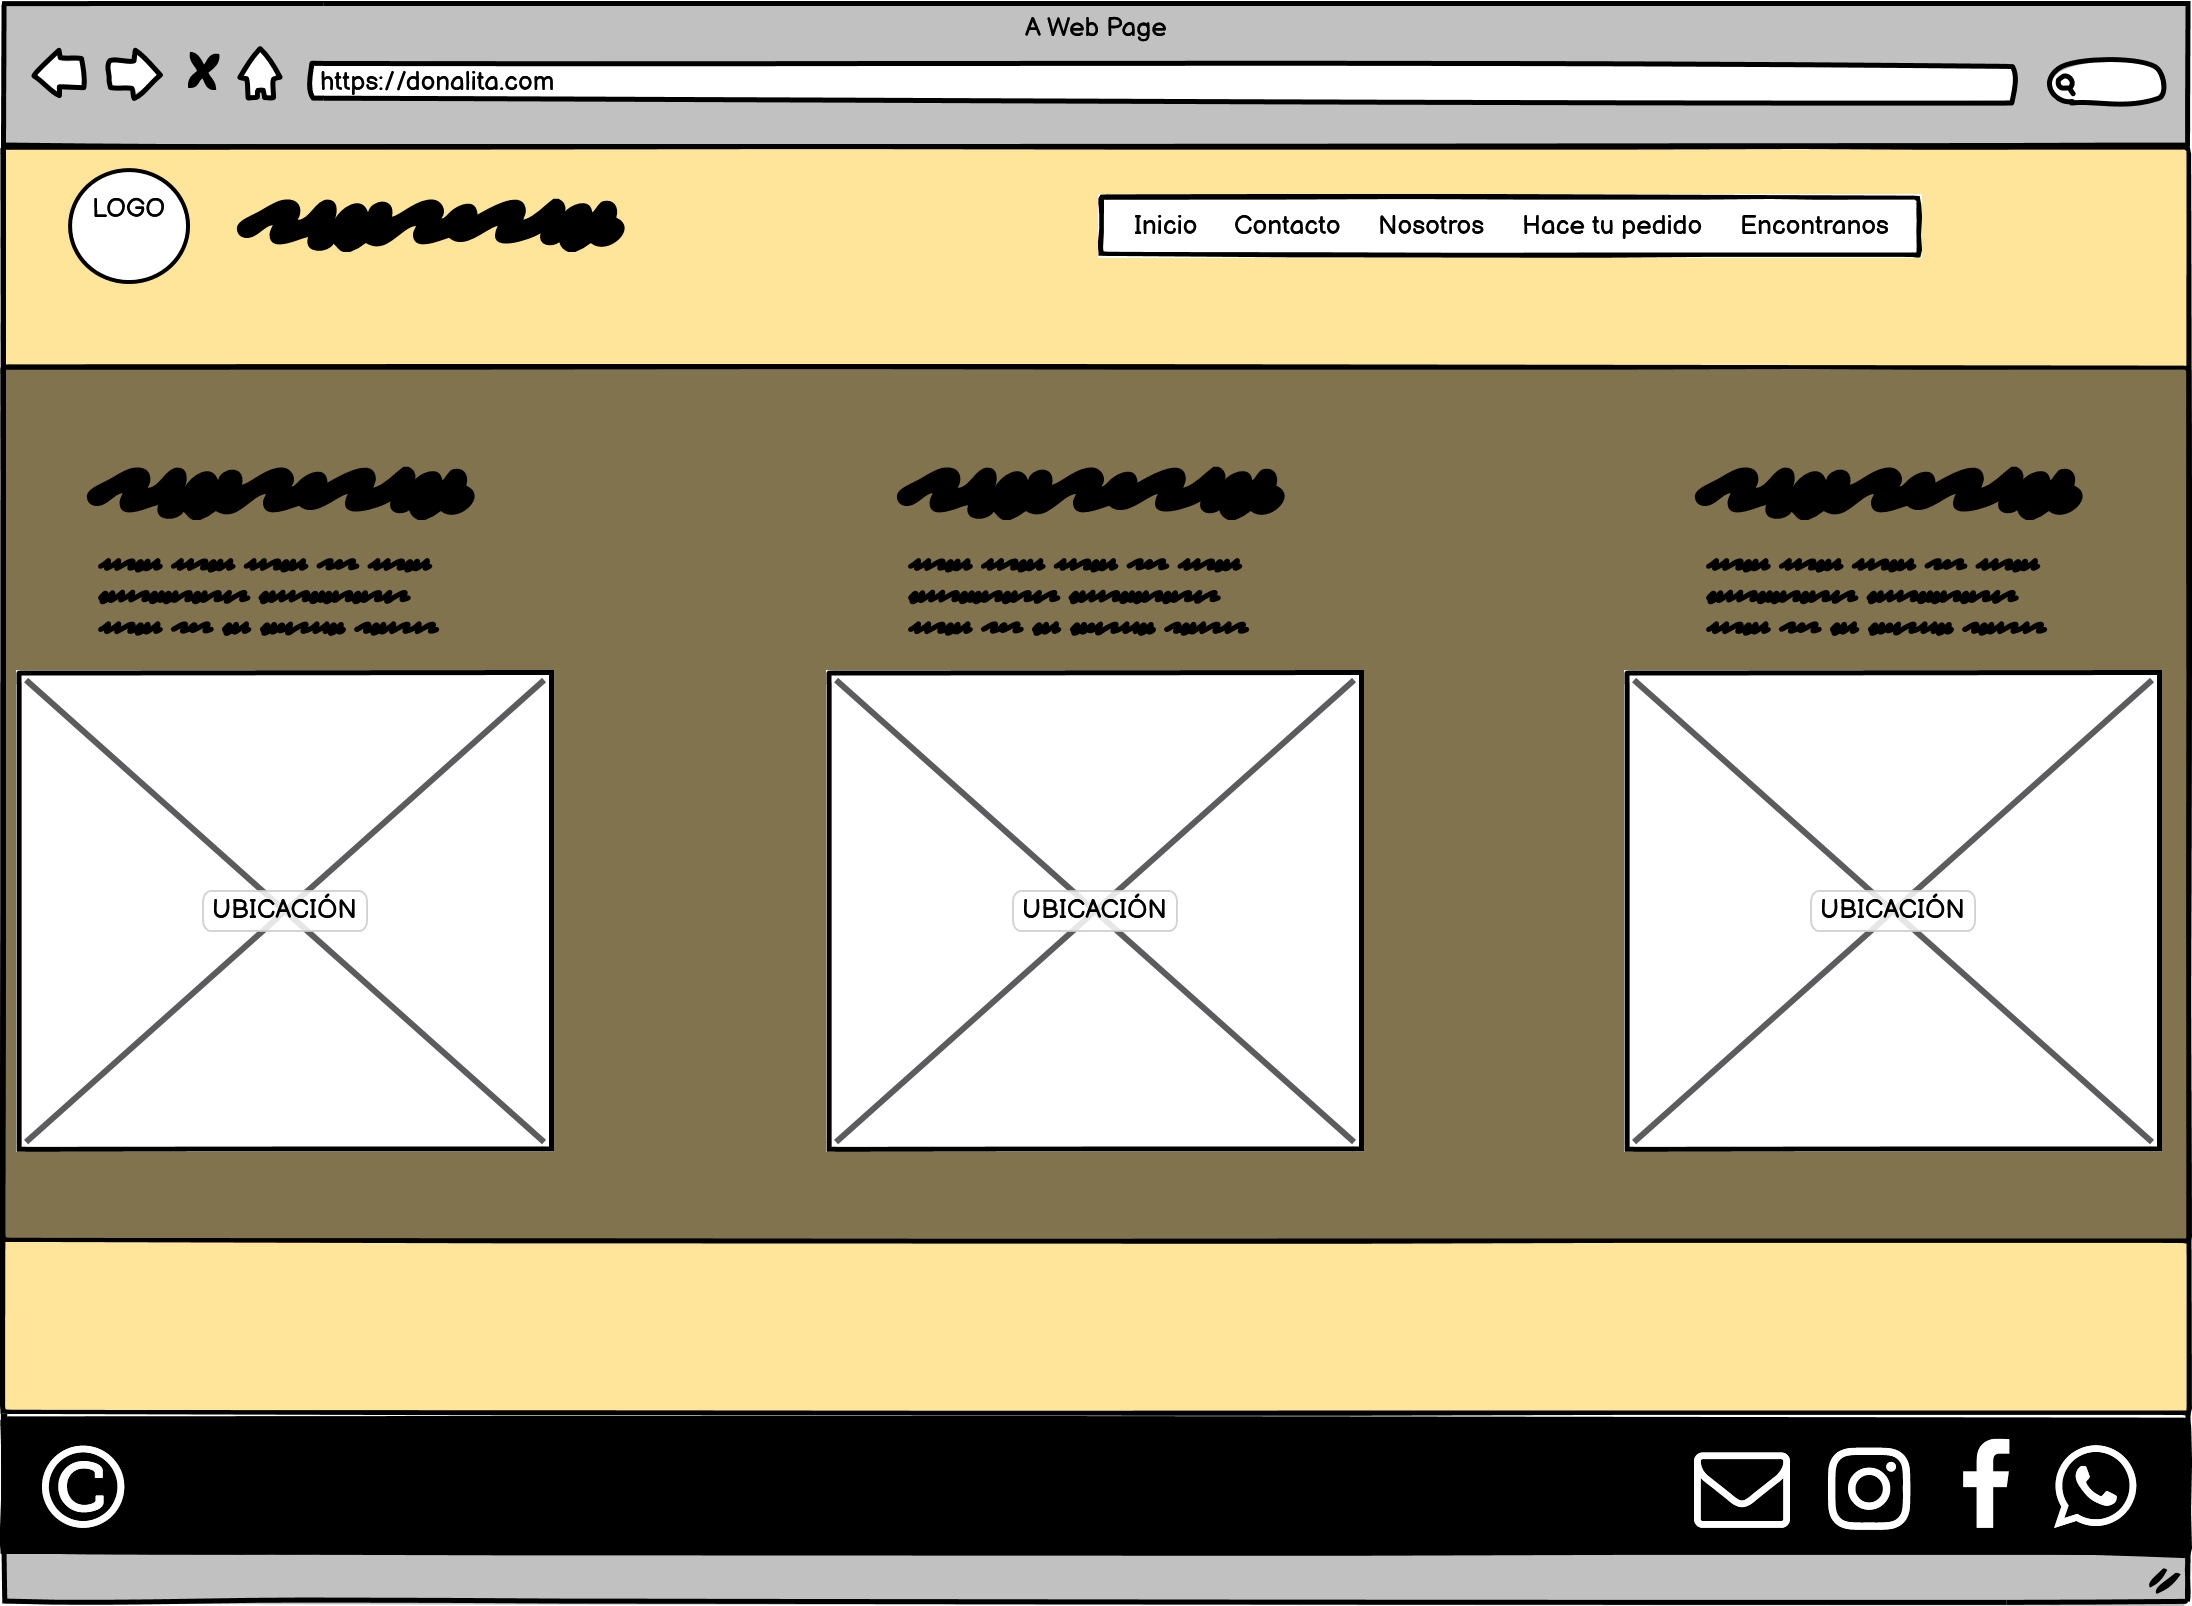 A Web Page
https://donalita.com
LOGO
Inicio Contacto Nosotros Hace tu pedido Encontranos
UBICACIÓN UBICACIÓN UBICACIÓN
©